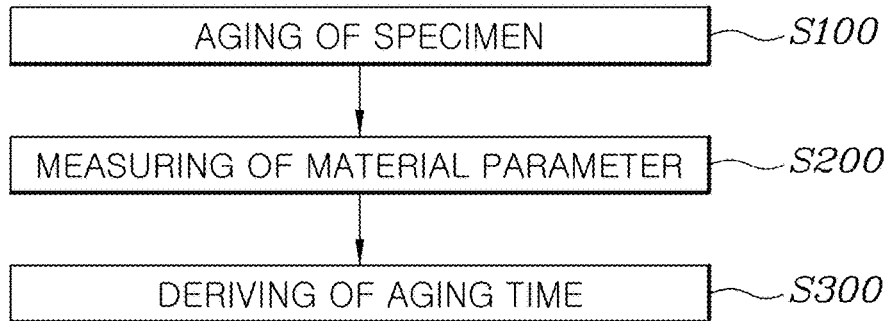 AGING OF SPECIMEN S100
MEASURING OF MATERIAL PARAMETER S200
DERIVING OF AGING TIME S300